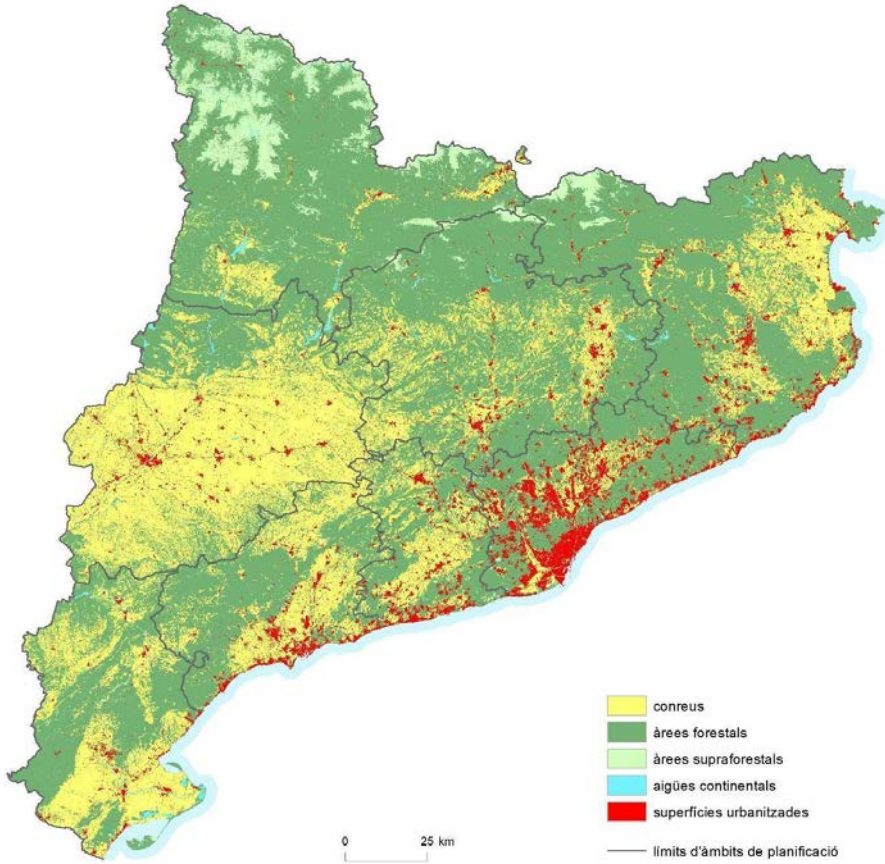 conreus
àrees forestals
àrees supraforestals
aigües continentals
superfícies urbanitzades
0 25 km
límits d'àmbits de planificació